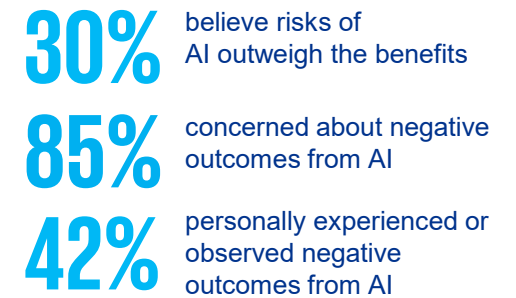 30%
believe risks of
AI outweigh the benefits
85%
concerned about negative
outcomes from AI
42%
personally experienced or
observed negative
outcomes from AI